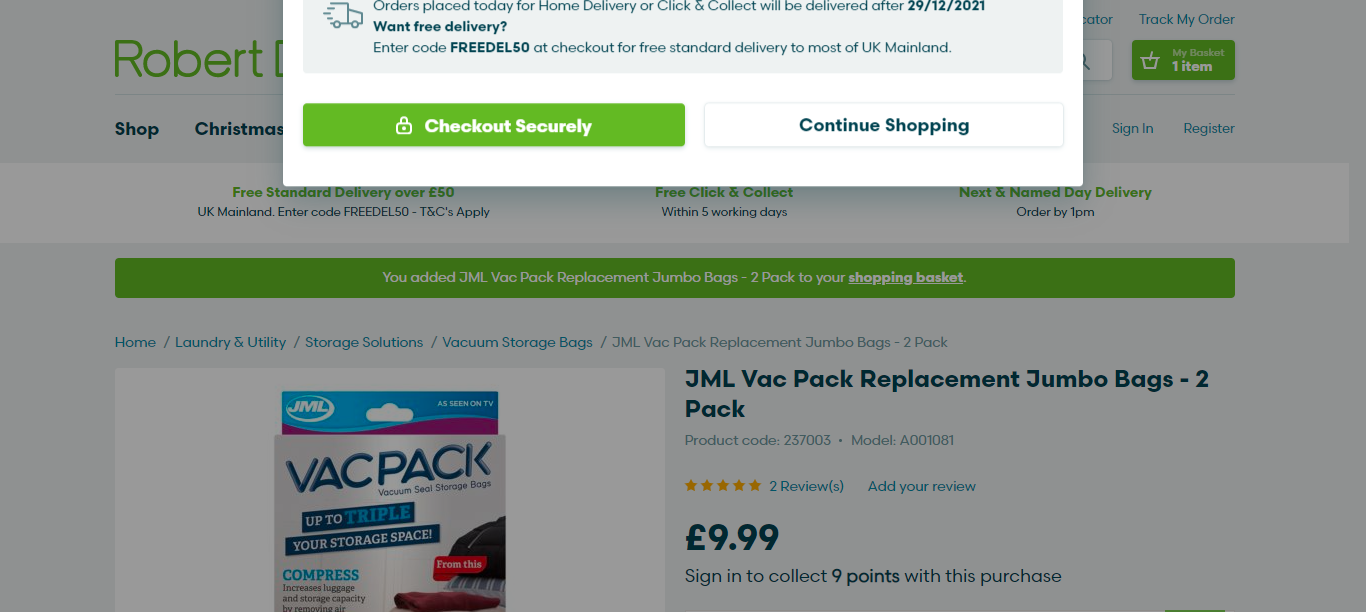 Orders placed today for Home Delivery or Click & Collect will be delivered after 29/12/2021
Want free delivery?
Enter code FREEDEL50 at checkout for free standard delivery to most of UK Mainland.
Track My Order
Robert
My Basket
1 item
Checkout Securely
Continue Shopping
Shop
Christmas
Sign In
Register
Free Standard Delivery over £50
UK Mainland. Enter code FREEDEL50 - T&C's Apply
Free Click & Collect
Within 5 working days
Next & Named Day Delivery
Order by 1pm
You added JML Vac Pack Replacement Jumbo Bags - 2 Pack to your shopping basket.
Home / Laundry & Utility / Storage Solutions / Vacuum Storage Bags / JML Vac Pack Replacement Jumbo Bags - 2 Pack
JML
AS SEEN ON TV
VACPACK
Vacuum Seal Storage Bags
UP TO TRIPLE
YOUR STORAGE SPACE!
From this
COMPRESS
Increases luggage
and storage capacity
by removing air
JML Vac Pack Replacement Jumbo Bags - 2
Pack
Product code: 237003 • Model: A001081
2 Review(s)
Add your review
£9.99
Sign in to collect 9 points with this purchase